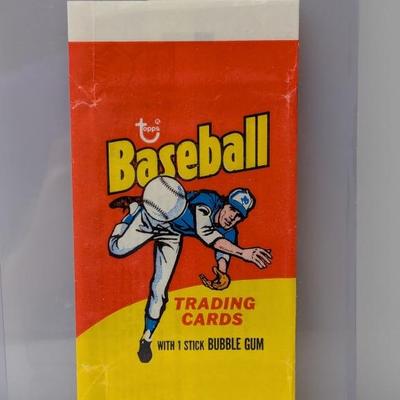 topps
Baseball
TRADING
CARDS
WITH 1 STICK BUBBLE GUM